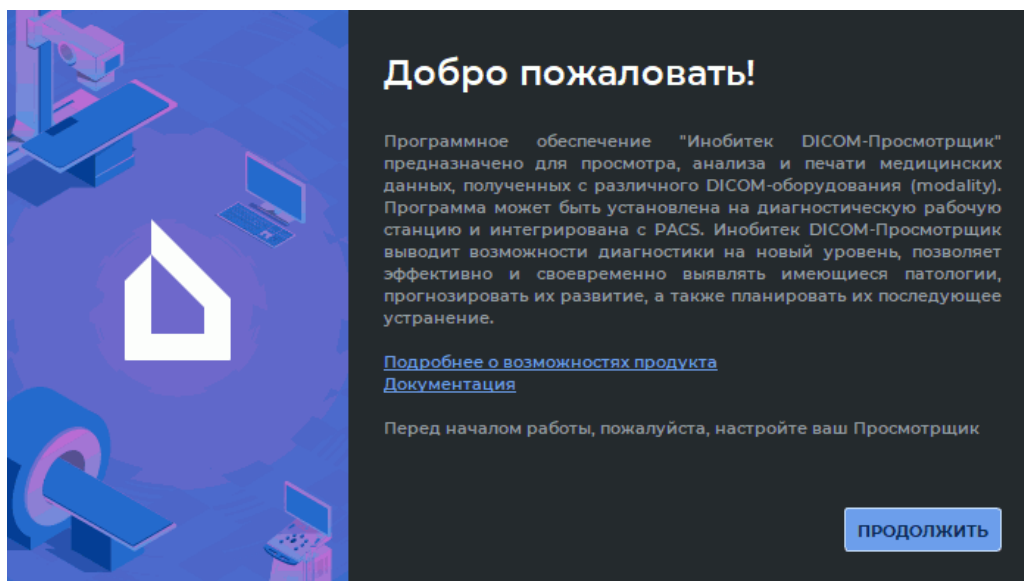 Добро пожаловать!
Программное обеспечение "Инобитек DICOM-Просмотрщик"
предназначено для просмотра, анализа и печати медицинских
данных, полученных с различного DICOM-оборудования (modality).
Программа может быть установлена на диагностическую рабочую
станцию и интегрирована с PACS. Инобитек DICOM-Просмотрщик
выводит возможности диагностики на новый уровень, позволяет
эффективно и своевременно выявлять имеющиеся патологии,
прогнозировать их развитие, а также планировать их последующее
устранение.
Подробнее о возможностях продукта
Документация
Перед началом работы, пожалуйста, настройте ваш Просмотрщик
ПРОДОЛЖИТЬ